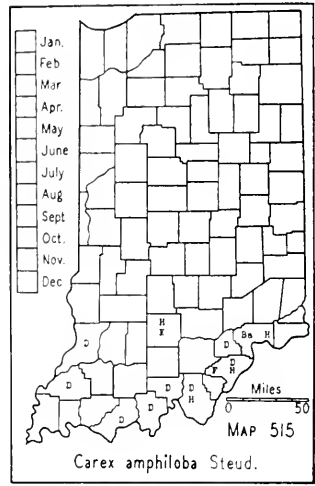 Jan.
Feb
Mar
Apr.
May
June
July
Aug
Sept
Oct.
Nov.
Dec
H
K
D
Ba H
D
D
H
F
D
D
D
H
D
D
Miles
0 50
MAP 515
Carex amphiloba Steud.